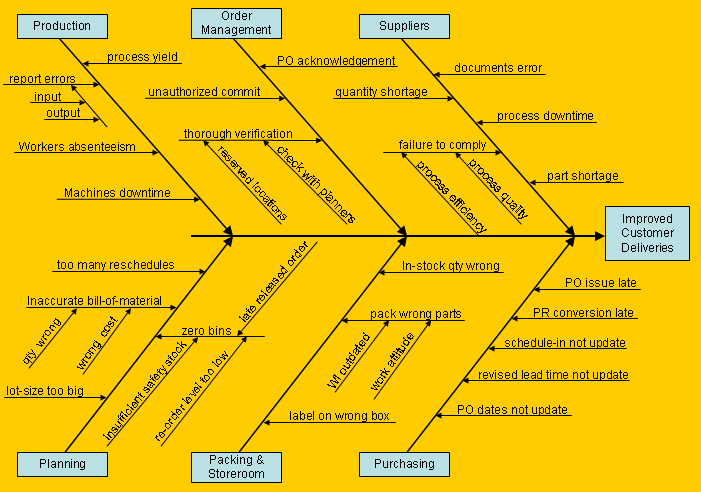 Production
Order
Management
Suppliers
process yield
report errors
input
output
Workers absenteeism
Machines downtime
PO acknowledgement
unauthorized commit
thorough verification
reserved locations
check with planners
documents error
quantity shortage
process downtime
failure to comply
process efficiency
process quality
part shortage
Improved
Customer
Deliveries
too many reschedules
Inaccurate bill-of-material
qty wrong
wrong cost
zero bins
late released order
insufficient safety stock
re-order level too low
lot-size too big
In-stock qty wrong
pack wrong parts
WI outdated
work attitude
label on wrong box
PO issue late
PR conversion late
schedule-in not update
revised lead time not update
PO dates not update
Planning
Packing &
Storeroom
Purchasing